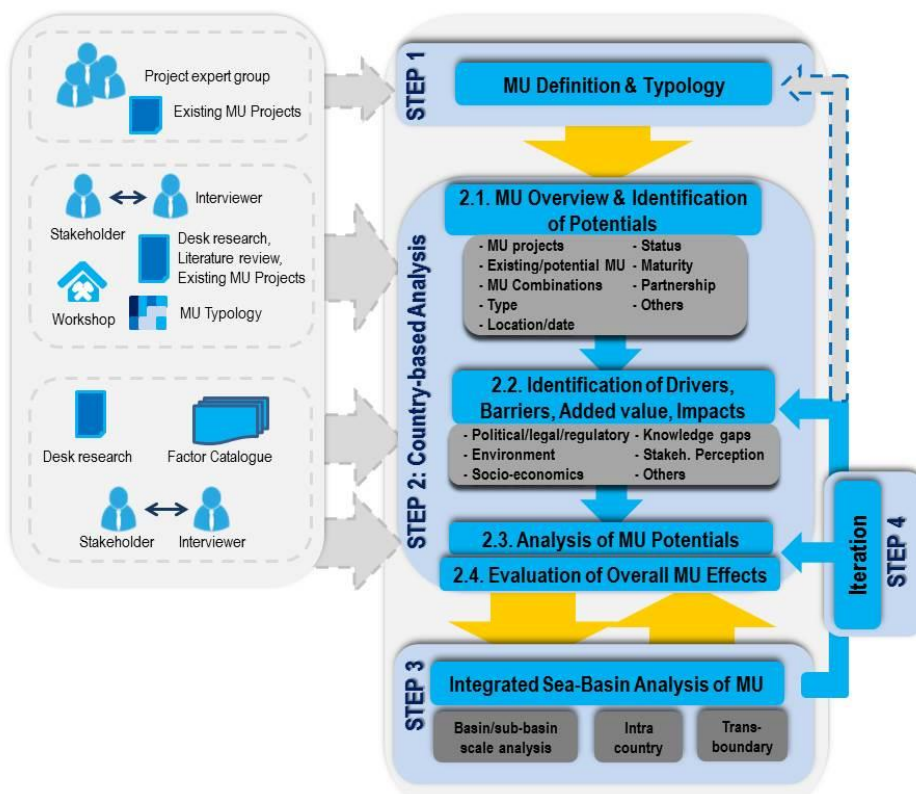 Project expert group
Existing MU Projects
Stakeholder
Interviewer
Desk research,
Literature review,
Existing MU Projects
Workshop
MU Typology
Desk research
Factor Catalogue
Stakeholder
Interviewer
STEP 1
MU Definition & Typology
STEP 2: Country-based Analysis
2.1. MU Overview & Identification
of Potentials
- MU projects
- Existing/potential MU
- MU Combinations
- Type
- Location/date
- Status
- Maturity
- Partnership
- Others
2.2. Identification of Drivers,
Barriers, Added value, Impacts
- Political/legal/regulatory
- Environment
- Socio-economics
- Knowledge gaps
- Stakeh. Perception
- Others
2.3. Analysis of MU Potentials
2.4. Evaluation of Overall MU Effects
STEP 3
Integrated Sea-Basin Analysis of MU
Basin/sub-basin
scale analysis
Intra
country
Trans-
boundary
Iteration
STEP 4